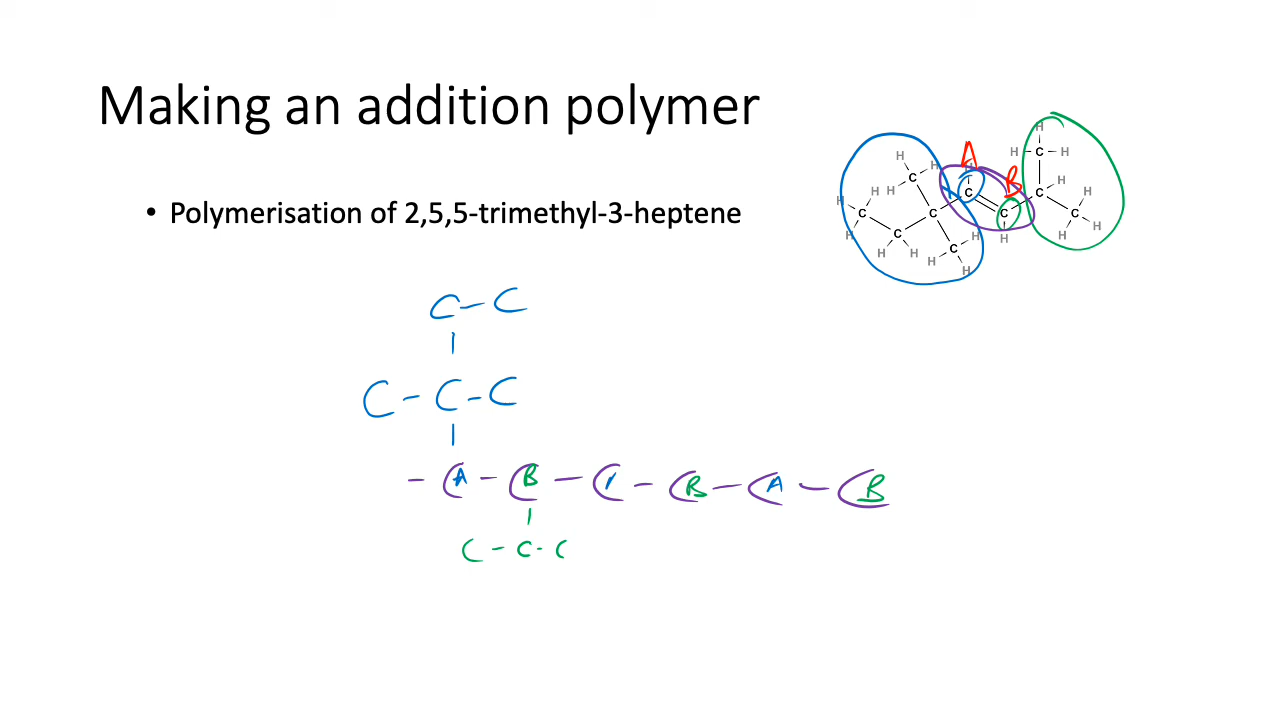 Making an addition polymer
• Polymerisation of 2,5,5-trimethyl-3-heptene
H
H C H
H H A H
C C B H H
H H H C C C C H
C C C H
H H H C H H
H H H
C - C
C - C - C
- C A - C B - C - C B - C A - C B
C - C - C